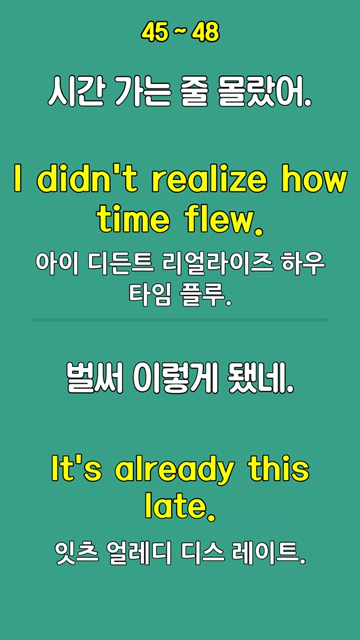 45 ~ 48
시간 가는 줄 몰랐어.
I didn't realize how
time flew.
아이 디든트 리얼라이즈 하우
타임 플루.
벌써 이렇게 됐네.
It's already this
late.
잇츠 얼레디 디스 레이트.